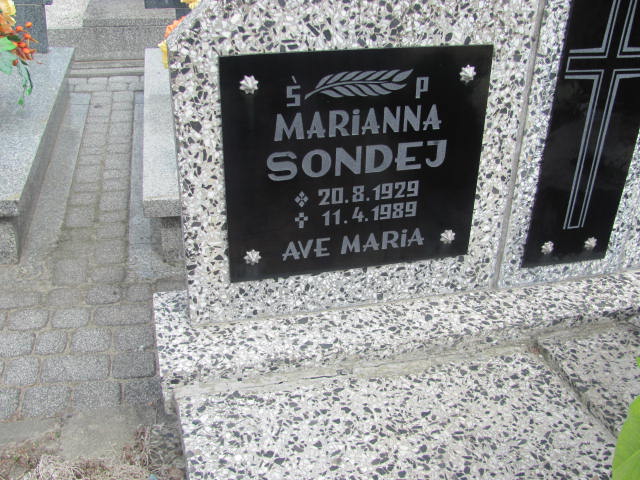 Ś P
MARiANNA
SONDEJ
20.8.1929
11.4.1989
AVE MARiA